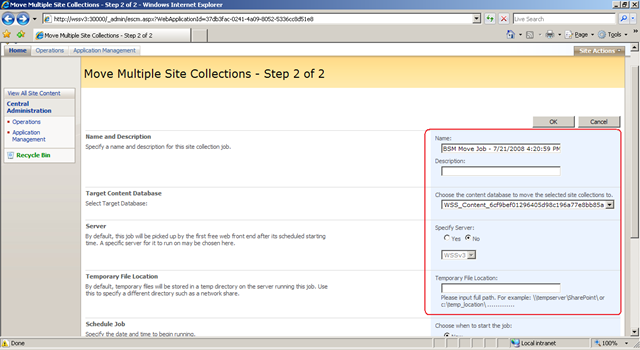 Move Multiple Site Collections - Step 2 of 2 - Windows Internet Explorer
http://wssv3:30000/_admin/escm.aspx?WebApplicationId=37db3fac-0241-4a09-8052-5336cc8d51e8
Live Search
Move Multiple Site Collections - Step 2 of 2
Page
Tools
Home
Operations
Application Management
Site Actions
Move Multiple Site Collections - Step 2 of 2
View All Site Content
Central Administration
Operations
Application Management
Recycle Bin
OK
Cancel
Name and Description
Specify a name and description for this site collection job.
Name:
BSM Move Job - 7/21/2008 4:20:59 PM
Description:
Target Content Database
Select Target Database:
Choose the content database to move the selected site collections to.
WSS_Content_6cf9bef01296405d98c196a77e8bb85a
Server
By default, this job will be picked up by the first free web front end after its scheduled starting time. A specific server for it to run on may be chosen here.
Specify Server:
Yes
No
WSSv3
Temporary File Location
By default, temporary files will be stored in a temp directory on the server running this job. Use this to specify a different directory such as a network share.
Temporary File Location:
Please input full path. For example: \\tempserver\SharePoint\ or c:\temp_location\ ..............
Schedule Job
Specify the date and time to begin running.
Choose when to start the job:
Done
Local intranet
100%